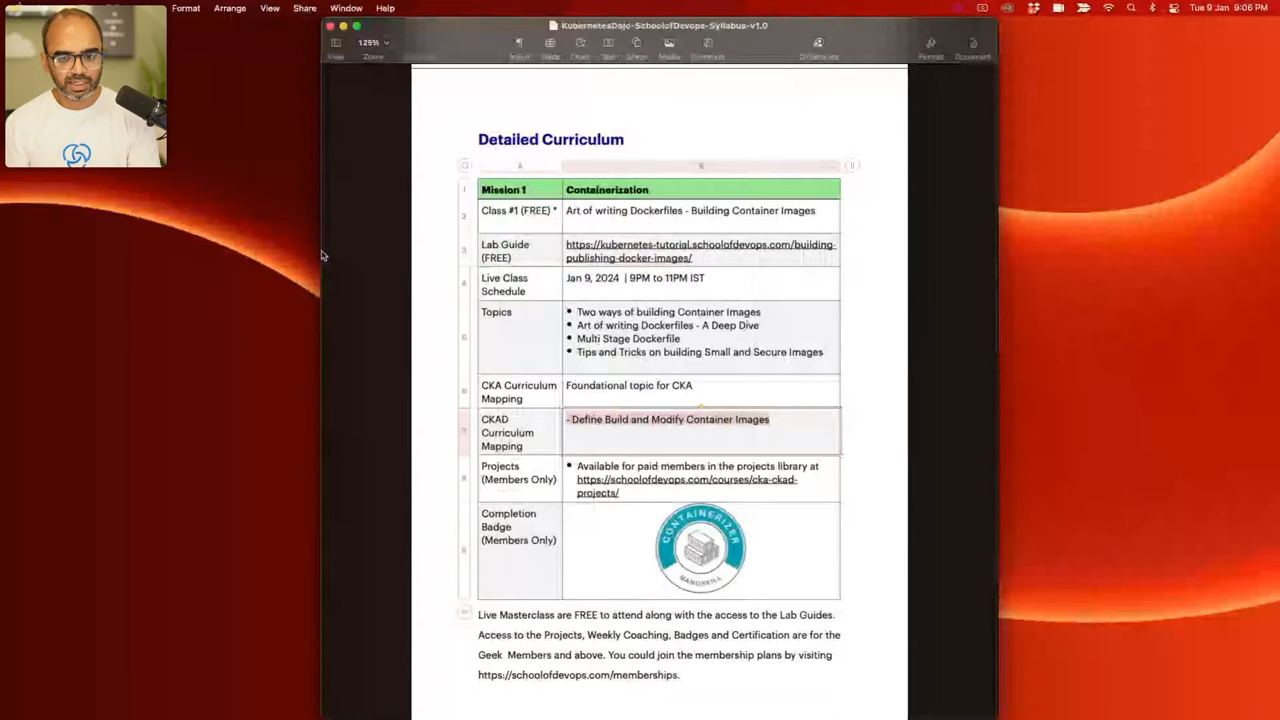 Format Arrange View Share Window Help
Tue 9 Jan 9:06 PM
KubernetesDojo-SchoolofDevops-Syllabus-v1.0
125%
View Zoom
Format Document
Detailed Curriculum
A B
1 Mission 1 Containerization
2 Class #1 (FREE) * Art of writing Dockerfiles - Building Container Images
3 Lab Guide https://kubernetes-tutorial.schoolofdevops.com/building-
(FREE) publishing-docker-images/
4 Live Class Jan 9, 2024 | 9PM to 11PM IST
Schedule
Topics • Two ways of building Container Images
• Art of writing Dockerfiles - A Deep Dive
• Multi Stage Dockerfile
• Tips and Tricks on building Small and Secure Images
CKA Curriculum Foundational topic for CKA
Mapping
CKAD - Define Build and Modify Container Images
Curriculum
Mapping
Projects • Available for paid members in the projects library at
(Members Only) https://schoolofdevops.com/courses/cka-ckad-
projects/
Completion
Badge
(Members Only)
CONTAINERIZER
Live Masterclass are FREE to attend along with the access to the Lab Guides.
Access to the Projects, Weekly Coaching, Badges and Certification are for the
Geek Members and above. You could join the membership plans by visiting
https://schoolofdevops.com/memberships.